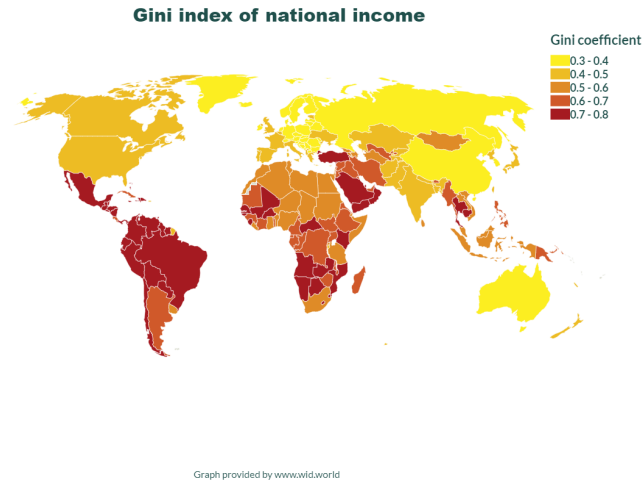 Gini index of national income
Gini coefficient
0.3 - 0.4
0.4 - 0.5
0.5 - 0.6
0.6 - 0.7
0.7 - 0.8
Graph provided by www.wid.world